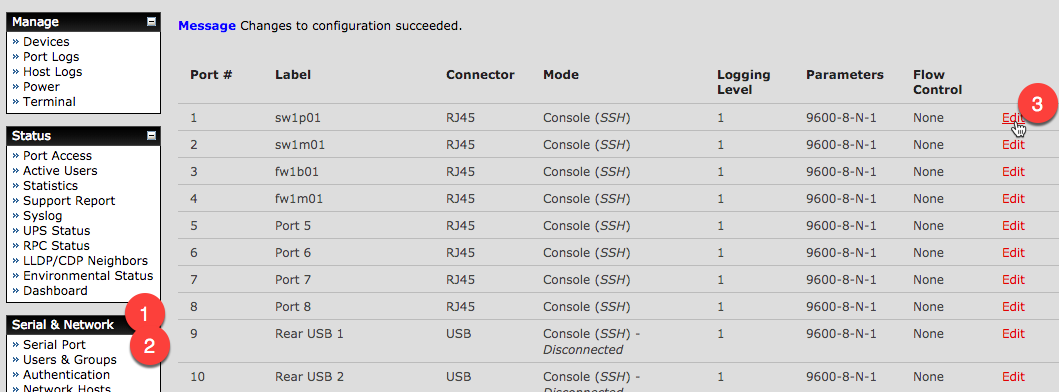 Manage
» Devices
» Port Logs
» Host Logs
» Power
» Terminal
Status
» Port Access
» Active Users
» Statistics
» Support Report
» Syslog
» UPS Status
» RPC Status
» LLDP/CDP Neighbors
» Environmental Status
» Dashboard
1
Serial & Network
2
» Serial Port
» Users & Groups
» Authentication
» Network Hosts
Message Changes to configuration succeeded.
Port # Label Connector Mode Logging Level Parameters Flow Control
3
1 sw1p01 RJ45 Console (SSH) 1 9600-8-N-1 None Edit
2 sw1m01 RJ45 Console (SSH) 1 9600-8-N-1 None Edit
3 fw1b01 RJ45 Console (SSH) 1 9600-8-N-1 None Edit
4 fw1m01 RJ45 Console (SSH) 1 9600-8-N-1 None Edit
5 Port 5 RJ45 Console (SSH) 1 9600-8-N-1 None Edit
6 Port 6 RJ45 Console (SSH) 1 9600-8-N-1 None Edit
7 Port 7 RJ45 Console (SSH) 1 9600-8-N-1 None Edit
8 Port 8 RJ45 Console (SSH) 1 9600-8-N-1 None Edit
9 Rear USB 1 USB Console (SSH) - 1 9600-8-N-1 None Edit
Disconnected
10 Rear USB 2 USB Console (SSH) - 1 9600-8-N-1 None Edit
Disconnected